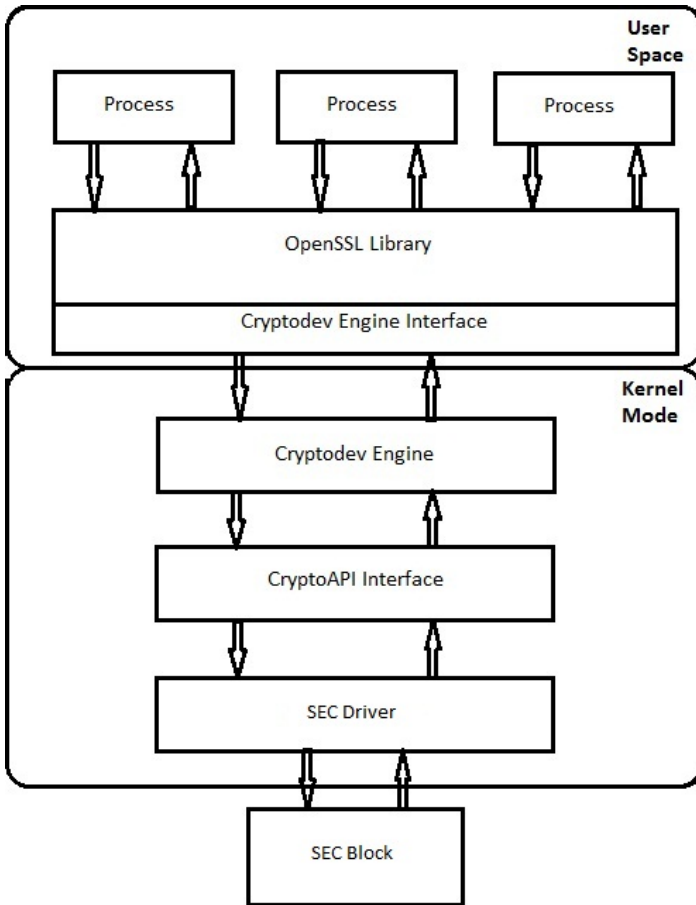 User
Space
Process
Process
Process
OpenSSL Library
Cryptodev Engine Interface
Kernel
Mode
Cryptodev Engine
CryptoAPI Interface
SEC Driver
SEC Block